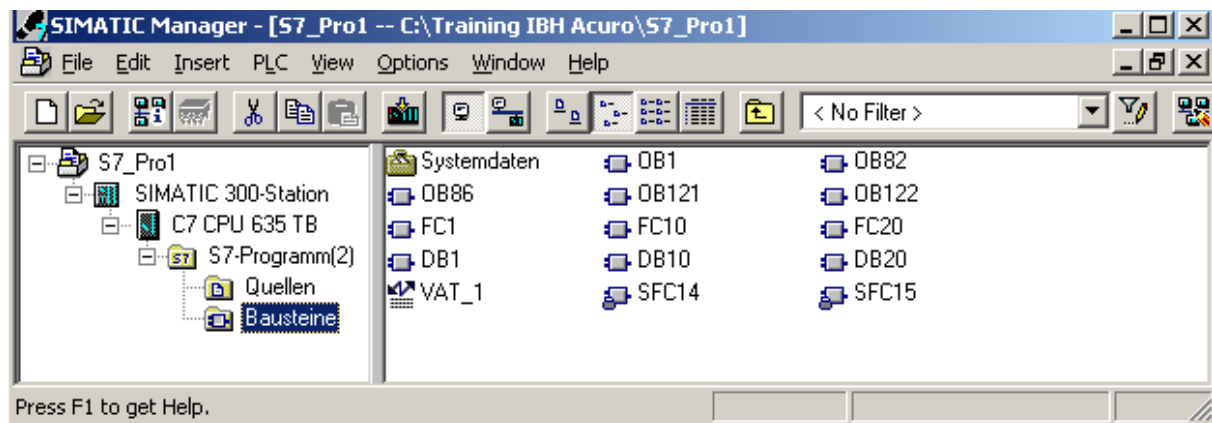 SIMATIC Manager - [S7_Pro1 -- C:\Training IBH Acuro\S7_Pro1]
File Edit Insert PLC View Options Window Help
< No Filter >
S7_Pro1
SIMATIC 300-Station
C7 CPU 635 TB
S7-Programm(2)
Quellen
Bausteine
Systemdaten OB1 OB82
OB86 OB121 OB122
FC1 FC10 FC20
DB1 DB10 DB20
VAT_1 SFC14 SFC15
Press F1 to get Help.